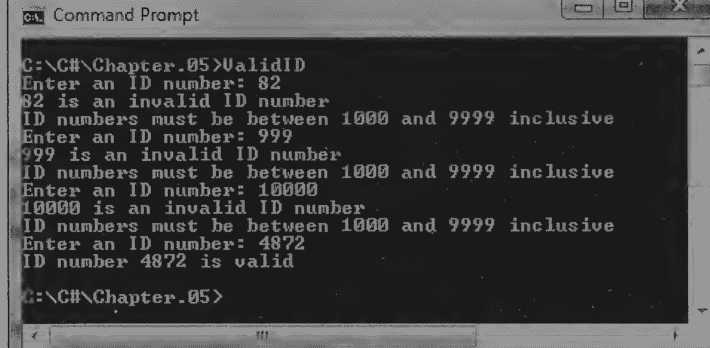 Command Prompt
C:\C#\Chapter.05>ValidID
Enter an ID number: 82
82 is an invalid ID number
ID numbers must be between 1000 and 9999 inclusive
Enter an ID number: 999
999 is an invalid ID number
ID numbers must be between 1000 and 9999 inclusive
Enter an ID number: 10000
10000 is an invalid ID number
ID numbers must be between 1000 and 9999 inclusive
Enter an ID number: 4872
ID number 4872 is valid
C:\C#\Chapter.05>